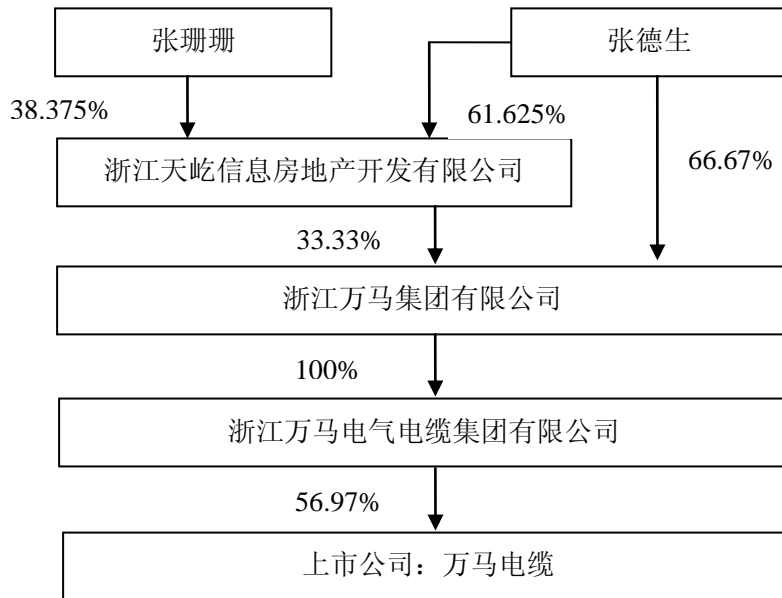 张珊珊
张德生
38.375%
61.625%
浙江天屹信息房地产开发有限公司
66.67%
33.33%
浙江万马集团有限公司
100%
浙江万马电气电缆集团有限公司
56.97%
上市公司：万马电缆